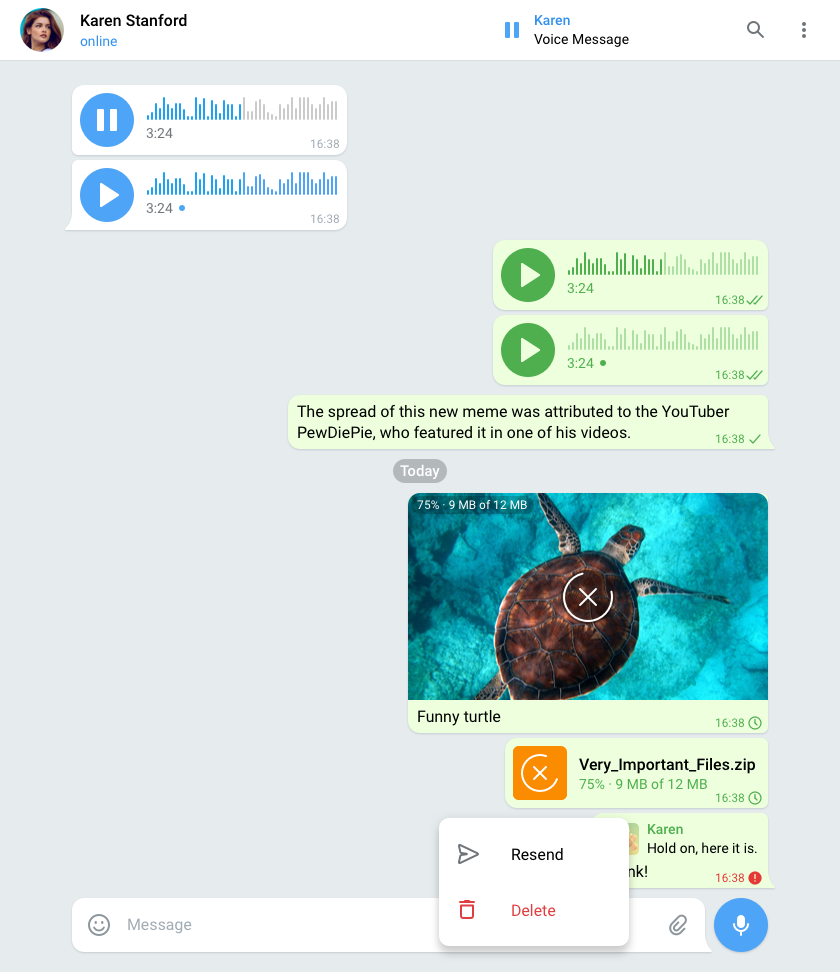 Karen Stanford
online
Karen
Voice Message
3:24
16:38
3:24
16:38
3:24
16:38
3:24
16:38
The spread of this new meme was attributed to the YouTuber
PewDiePie, who featured it in one of his videos.
16:38
Today
75% · 9 MB of 12 MB
Funny turtle
16:38
Very_Important_Files.zip
75% · 9 MB of 12 MB
16:38
Karen
Hold on, here it is.
16:38
Resend
Delete
Message